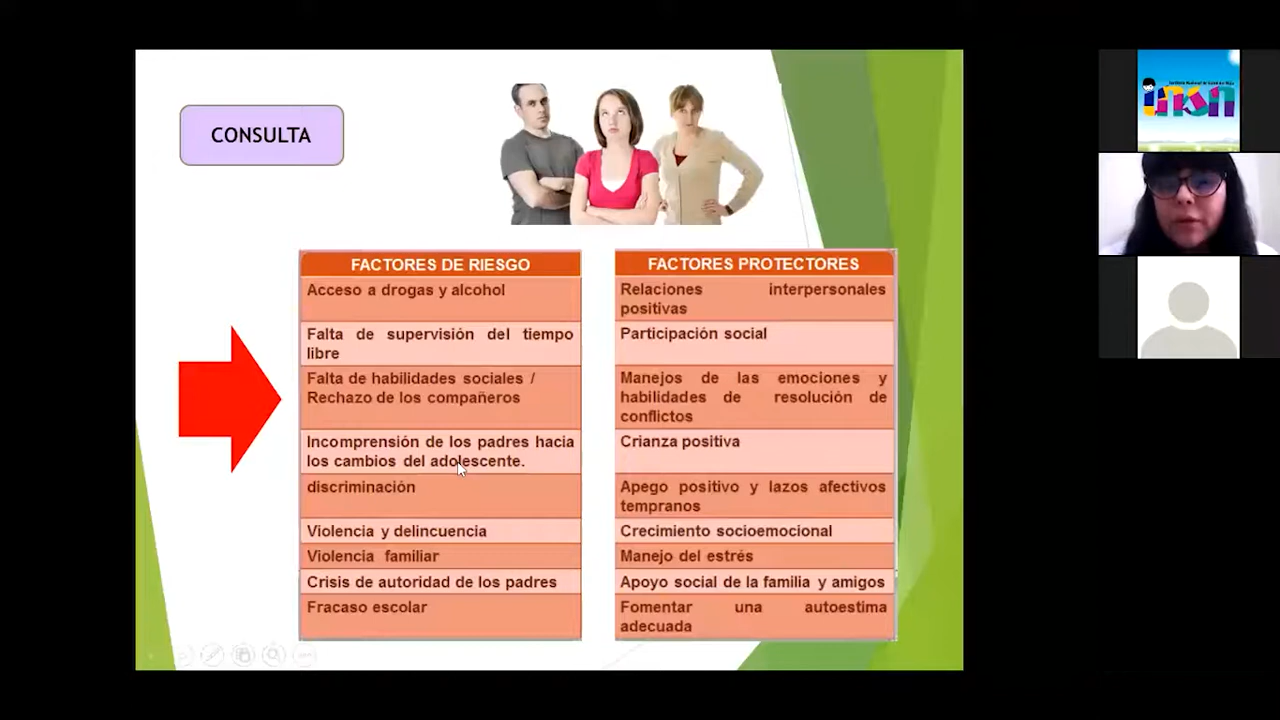 CONSULTA
FACTORES DE RIESGO
Acceso a drogas y alcohol
Falta de supervisión del tiempo
libre
Falta de habilidades sociales /
Rechazo de los compañeros
Incomprensión de los padres hacia
los cambios del adolescente.
discriminación
Violencia y delincuencia
Violencia familiar
Crisis de autoridad de los padres
Fracaso escolar
FACTORES PROTECTORES
Relaciones interpersonales
positivas
Participación social
Manejos de las emociones y
habilidades de resolución de
conflictos
Crianza positiva
Apego positivo y lazos afectivos
tempranos
Crecimiento socioemocional
Manejo del estrés
Apoyo social de la familia y amigos
Fomentar una autoestima
adecuada
insn